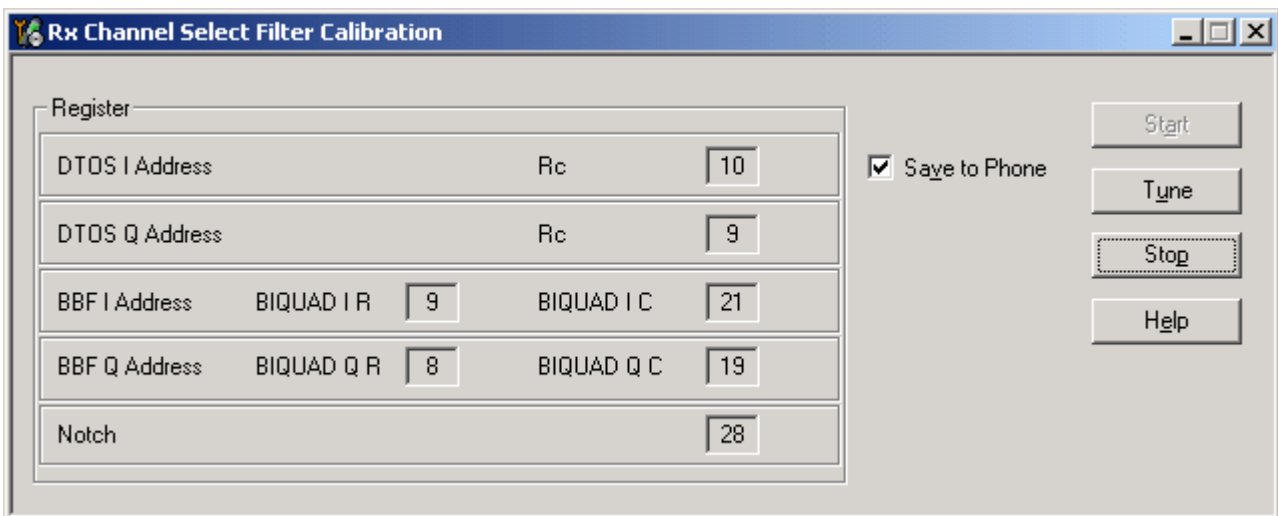 Rx Channel Select Filter Calibration
Register
DTOS I Address Rc 10
DTOS Q Address Rc 9
BBF I Address BIQUAD I R 9 BIQUAD I C 21
BBF Q Address BIQUAD Q R 8 BIQUAD Q C 19
Notch 28
Save to Phone
Start
Tune
Stop
Help